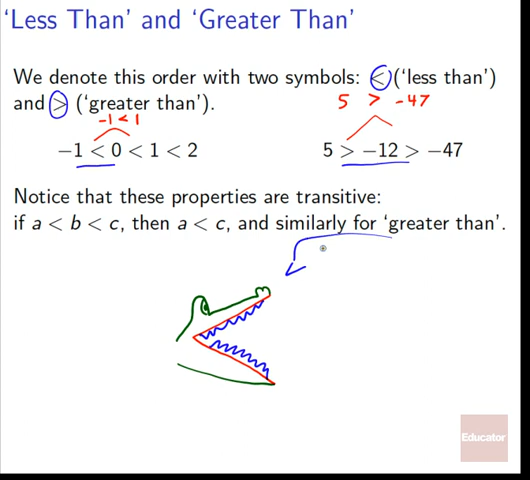 ‘Less Than’ and ‘Greater Than’
We denote this order with two symbols: < (‘less than’)
and > (‘greater than’).
5 > -47
-1 < 1
−1 < 0 < 1 < 2
5 > −12 > −47
Notice that these properties are transitive:
if a < b < c, then a < c, and similarly for ‘greater than’.
Educator